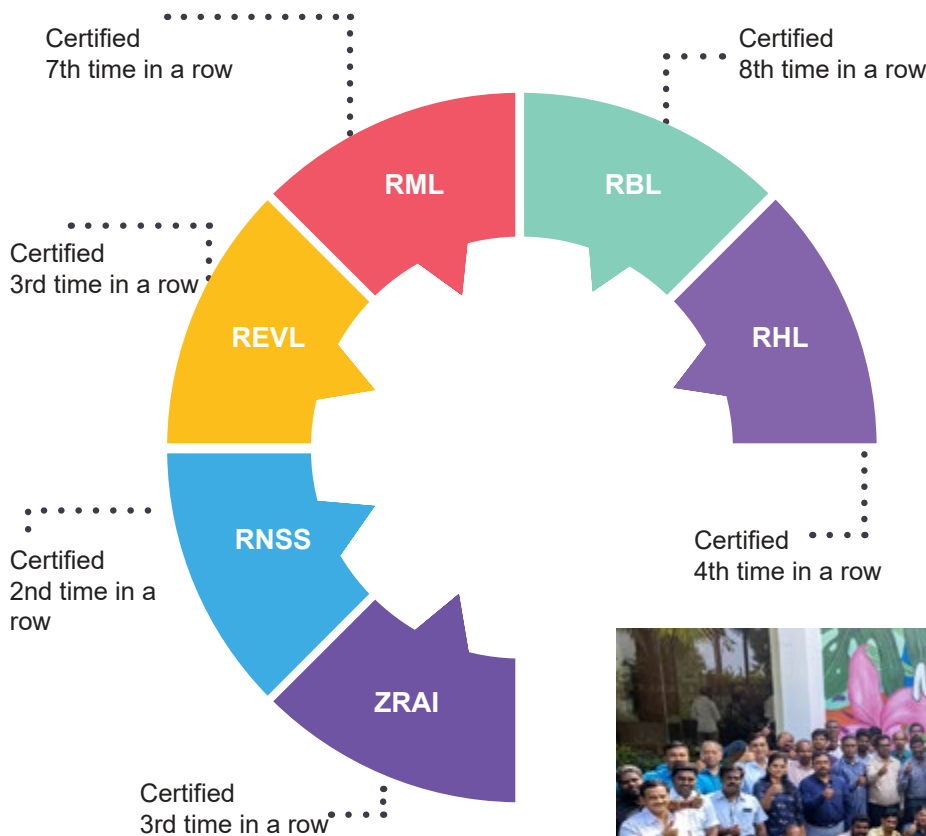 Certified
7th time in a row
Certified
8th time in a row
RML
RBL
Certified
3rd time in a row
REVL
RHL
RNSS
Certified
2nd time in a
row
Certified
4th time in a row
ZRAI
Certified
3rd time in a row